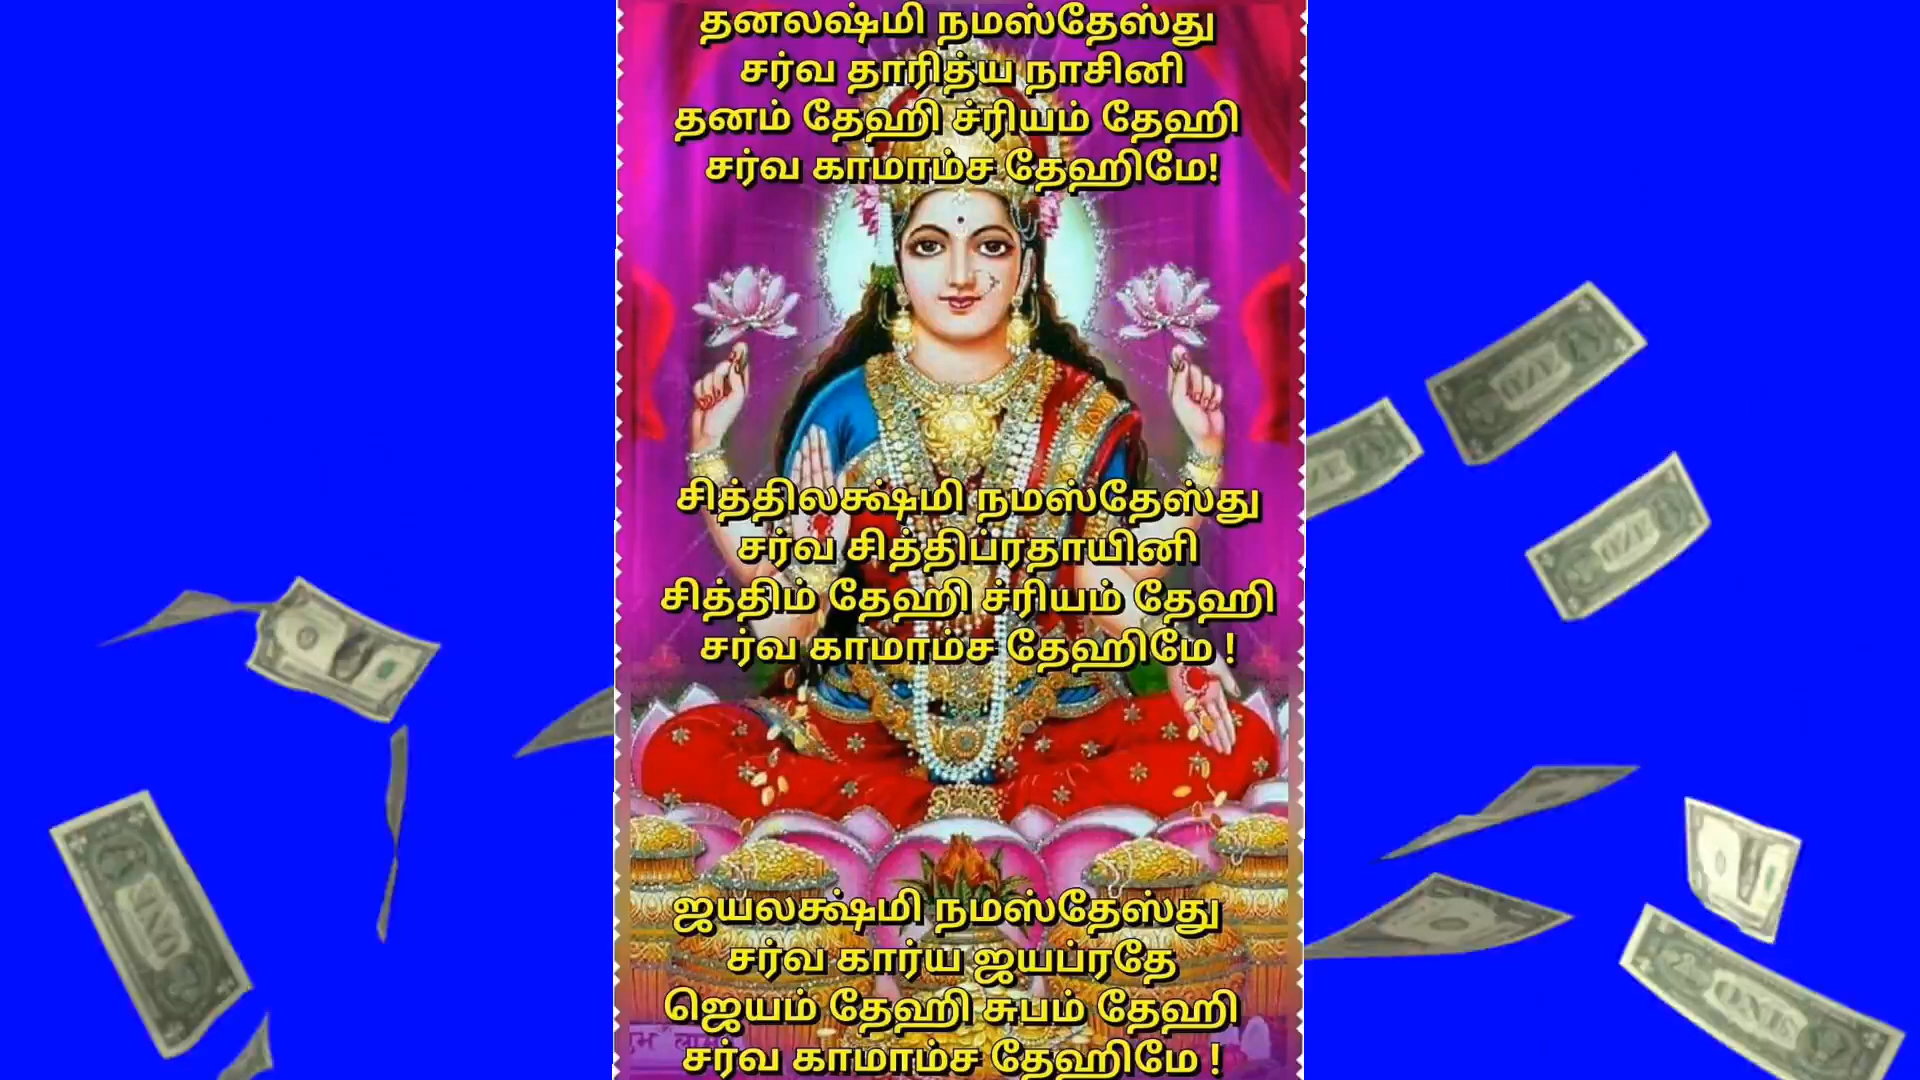 தனலஷ்மி நமஸ்தேஸ்து
சர்வ தாரித்ய நாசினி
தனம் தேஹி ச்ரியம் தேஹி
சர்வ காமாம்ச தேஹிமே!
சித்திலக்ஷ்மி நமஸ்தேஸ்து
சர்வ சித்திப்ரதாயினி
சித்திம் தேஹி ச்ரியம் தேஹி
சர்வ காமாம்ச தேஹிமே !
ஜயலக்ஷ்மி நமஸ்தேஸ்து
சர்வ கார்ய ஜயப்ரதே
ஜெயம் தேஹி சுபம் தேஹி
சர்வ காமாம்ச தேஹிமே !